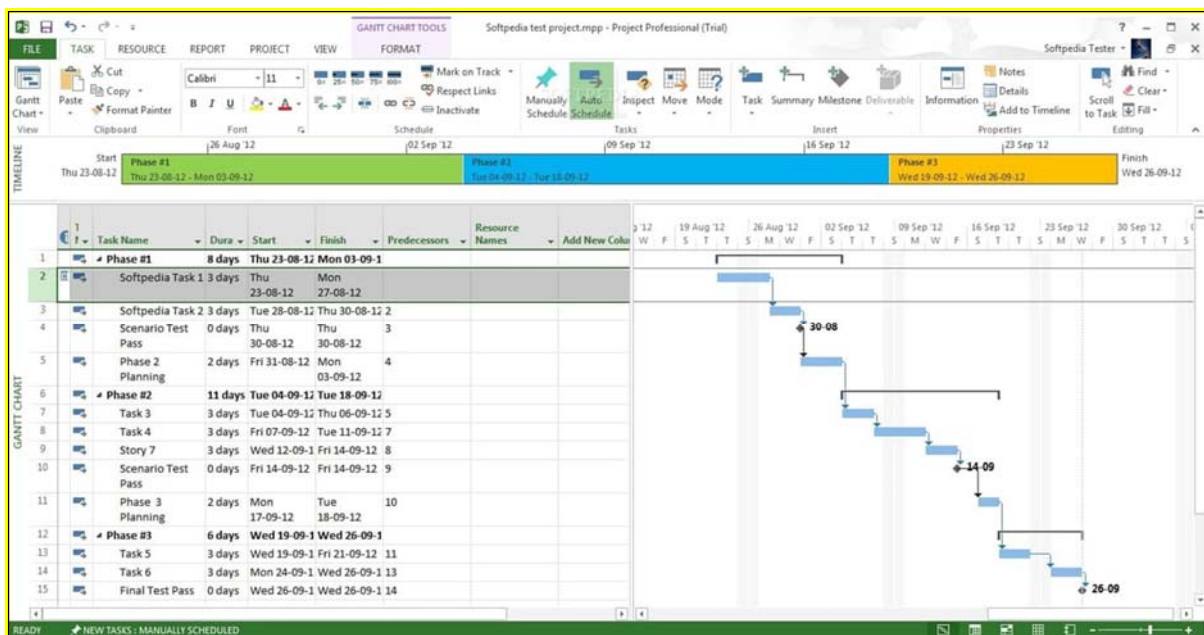 GANTT CHART TOOLS
Softpedia test project.mpp - Project Professional (Trial)
FILE TASK RESOURCE REPORT PROJECT VIEW FORMAT
Softpedia Tester
Gantt Chart
View
Paste
Cut
Copy
Format Painter
Clipboard
Calibri 11
B I U A
Font
0% 25% 50% 75% 100%
Mark on Track
Respect Links
Inactivate
Schedule
Manually Schedule
Auto Schedule
Inspect Move Mode
Tasks
Task Summary Milestone Deliverable
Insert
Information
Notes
Details
Add to Timeline
Properties
Scroll to Task
Find
Clear
Fill
Editing
TIMELINE
26 Aug '12 02 Sep '12 09 Sep '12 16 Sep '12 23 Sep '12
Start
Thu 23-08-12
Phase #1
Thu 23-08-12 - Mon 03-09-12
Phase #2
Tue 04-09-12 - Tue 18-09-12
Phase #3
Wed 19-09-12 - Wed 26-09-12
Finish
Wed 26-09-12
GANTT CHART
Task Name Dura Start Finish Predecessors Resource Names Add New Colu
1 Phase #1 8 days Thu 23-08-12 Mon 03-09-1
2 Softpedia Task 1 3 days Thu 23-08-12 Mon 27-08-12
3 Softpedia Task 2 3 days Tue 28-08-12 Thu 30-08-12 2
4 Scenario Test Pass 0 days Thu 30-08-12 Thu 30-08-12 3
5 Phase 2 Planning 2 days Fri 31-08-12 Mon 03-09-12 4
6 Phase #2 11 days Tue 04-09-12 Tue 18-09-12
7 Task 3 3 days Tue 04-09-12 Thu 06-09-12 5
8 Task 4 3 days Fri 07-09-12 Tue 11-09-12 7
9 Story 7 3 days Wed 12-09-1 Fri 14-09-12 8
10 Scenario Test Pass 0 days Fri 14-09-12 Fri 14-09-12 9
11 Phase 3 Planning 2 days Mon 17-09-12 Tue 18-09-12 10
12 Phase #3 6 days Wed 19-09-1 Wed 26-09-1
13 Task 5 3 days Wed 19-09-1 Fri 21-09-12 11
14 Task 6 3 days Mon 24-09-1 Wed 26-09-1 13
15 Final Test Pass 0 days Wed 26-09-1 Wed 26-09-1 14
'12 19 Aug '12 26 Aug '12 02 Sep '12 09 Sep '12 16 Sep '12 23 Sep '12 30 Sep '12
W F S T T S M W F S T T S M W F S T T S M W F S T T S
30-08
14-09
26-09
READY NEW TASKS : MANUALLY SCHEDULED